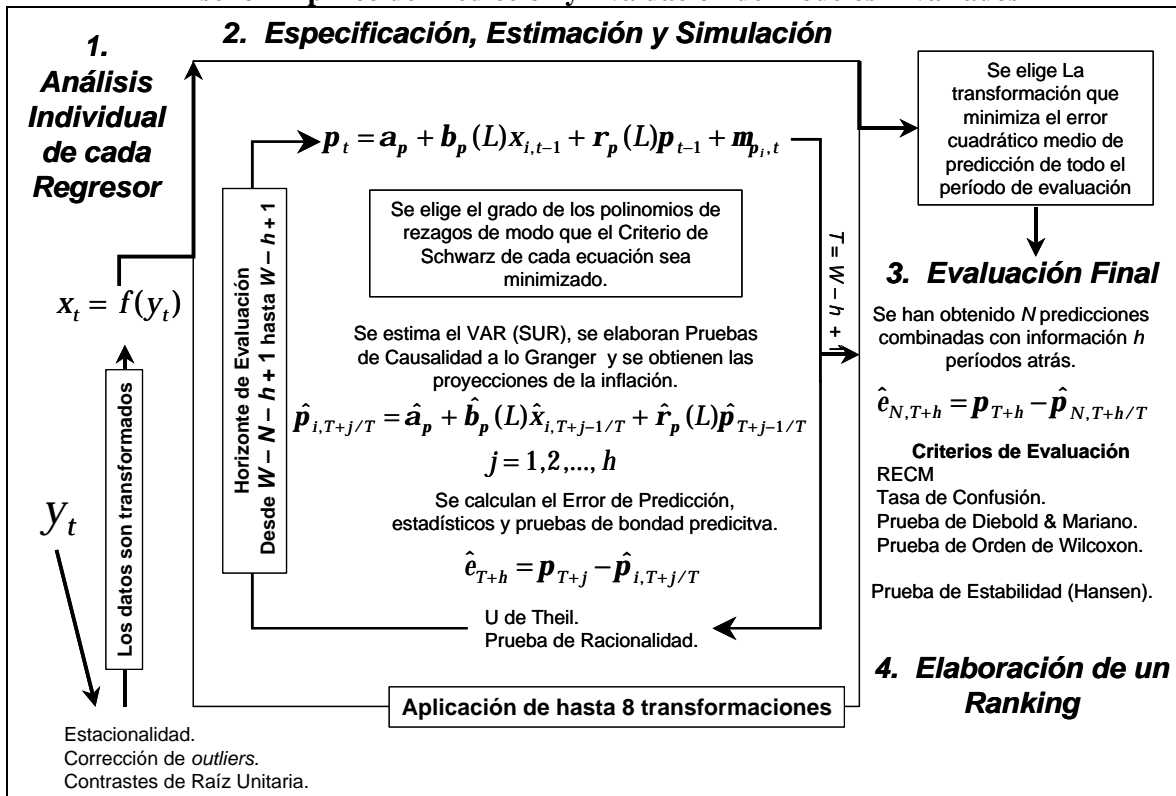 1.
Análisis
Individual
de cada
Regresor
x_t = f(y_t)
Los datos son transformados
y_t
Estacionalidad.
Corrección de outliers.
Contrastes de Raíz Unitaria.
2. Especificación, Estimación y Simulación
p_t = a_p + b_p(L)x_{i,t-1} + r_p(L)p_{t-1} + m_{p_i,t}
Se elige el grado de los polinomios de
rezagos de modo que el Criterio de
Schwarz de cada ecuación sea
minimizado.
Horizonte de Evaluación
Desde W – N – h + 1 hasta W – h + 1
T = W – h + 1
Se estima el VAR (SUR), se elaboran Pruebas
de Causalidad a lo Granger y se obtienen las
proyecciones de la inflación.
p̂_{i,T+j/T} = â_p + b̂_p(L)x̂_{i,T+j-1/T} + r̂_p(L)p̂_{T+j-1/T}
j = 1,2,..., h
Se calculan el Error de Predicción,
estadísticos y pruebas de bondad predicitva.
ê_{T+h} = p_{T+j} – p̂_{i,T+j/T}
U de Theil.
Prueba de Racionalidad.
Aplicación de hasta 8 transformaciones
Se elige La
transformación que
minimiza el error
cuadrático medio de
predicción de todo el
período de evaluación
3. Evaluación Final
Se han obtenido N predicciones
combinadas con información h
períodos atrás.
ê_{N,T+h} = p_{T+h} – p̂_{N,T+h/T}
Criterios de Evaluación
RECM
Tasa de Confusión.
Prueba de Diebold & Mariano.
Prueba de Orden de Wilcoxon.
Prueba de Estabilidad (Hansen).
4. Elaboración de un
Ranking